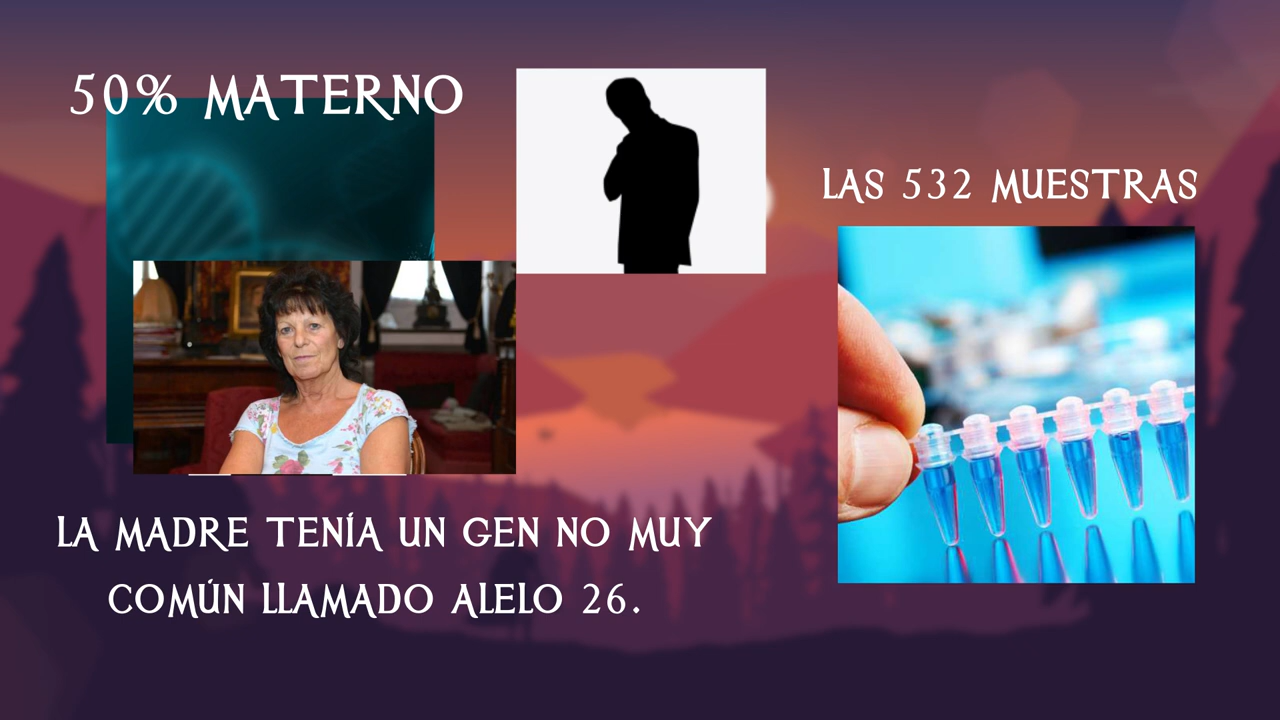 50% MATERNO
LAS 532 MUESTRAS
LA MADRE TENÍA UN GEN NO MUY
COMÚN LLAMADO ALELO 26.